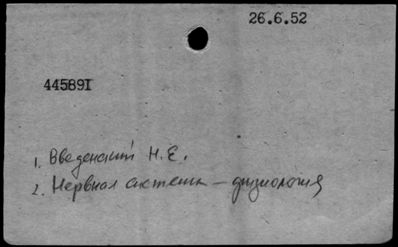 26.6.52
44589I
1. Введенский Н.Е.
2. Нервная система – физиология